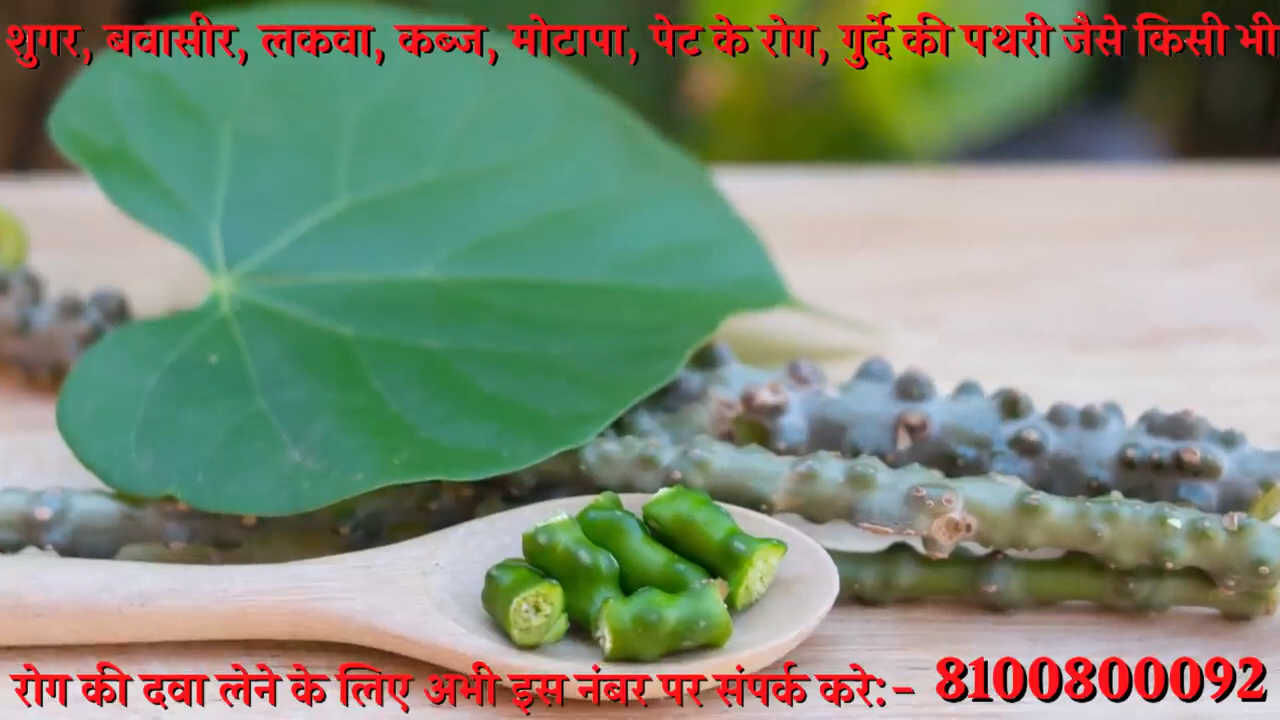 शुगर, बवासीर, लकवा, कब्ज, मोटापा, पेट के रोग, गुर्दे की पथरी जैसे किसी भी
रोग की दवा लेने के लिए अभी इस नंबर पर संपर्क करे:- 8100800092